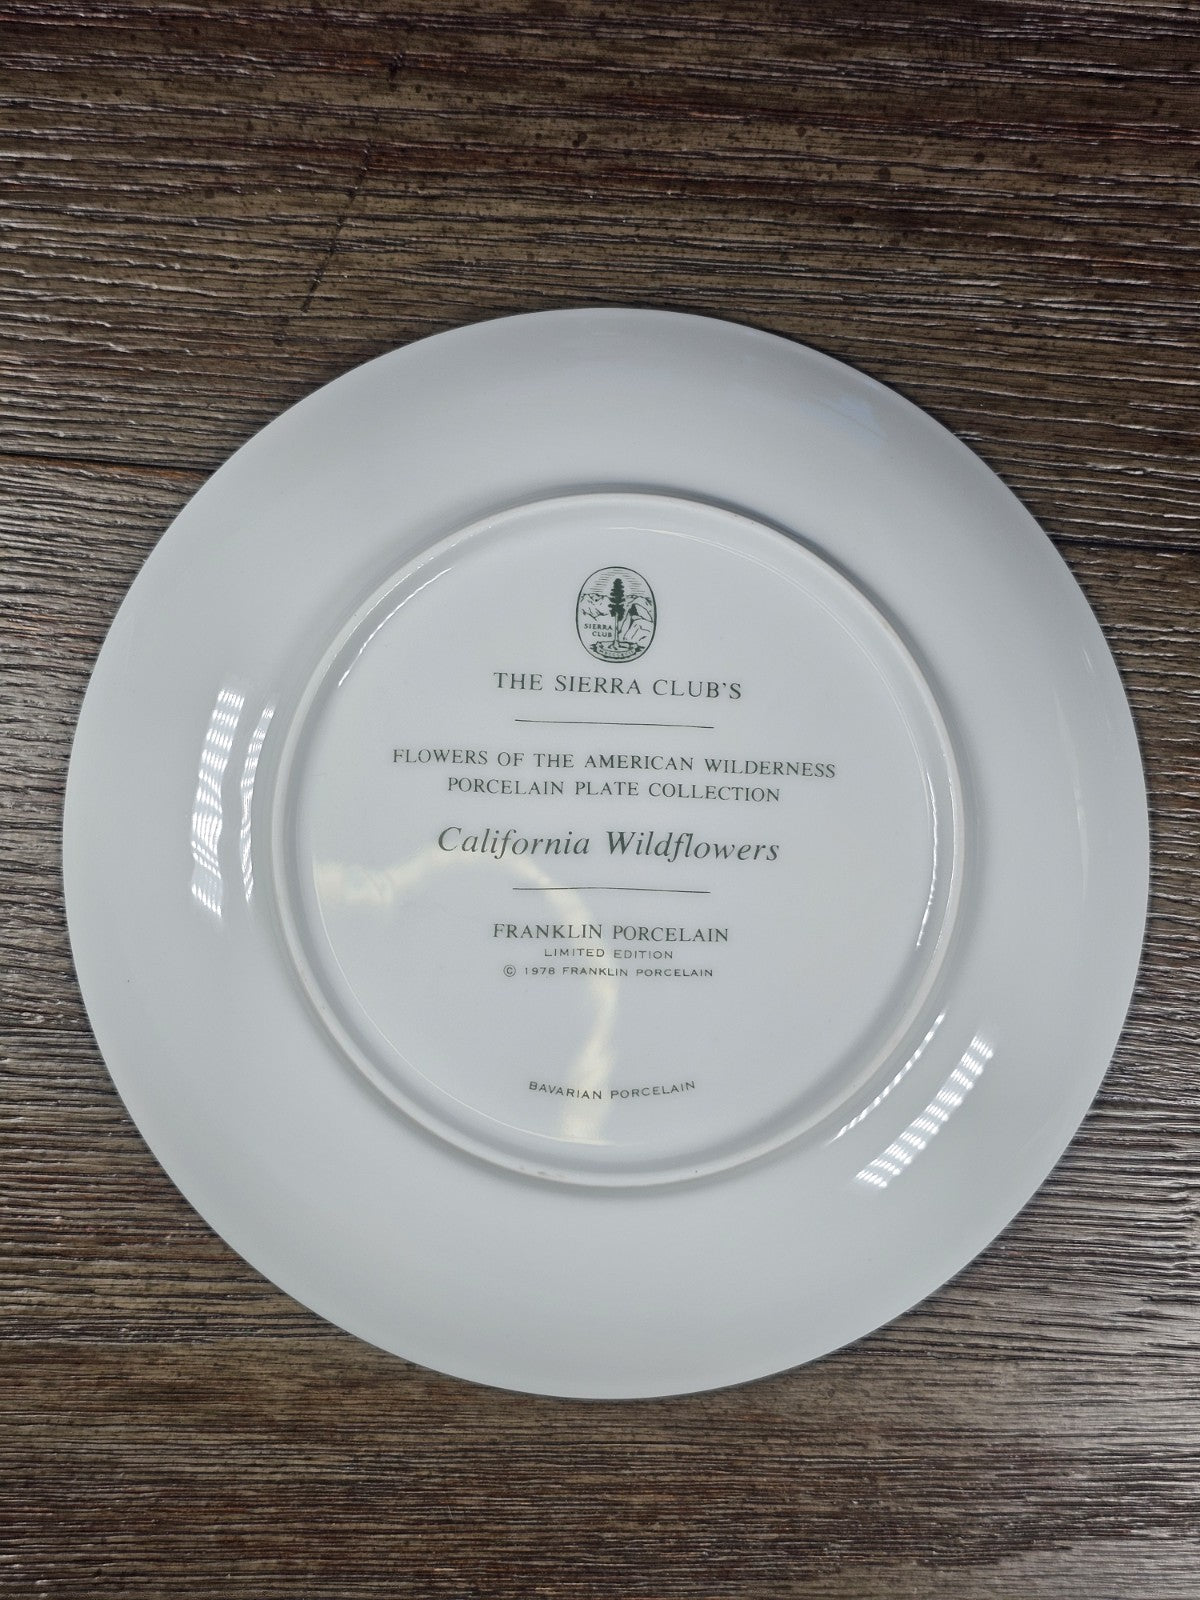 SIERRA
CLUB
THE SIERRA CLUB'S
FLOWERS OF THE AMERICAN WILDERNESS
PORCELAIN PLATE COLLECTION
California Wildflowers
FRANKLIN PORCELAIN
LIMITED EDITION
© 1978 FRANKLIN PORCELAIN
BAVARIAN PORCELAIN